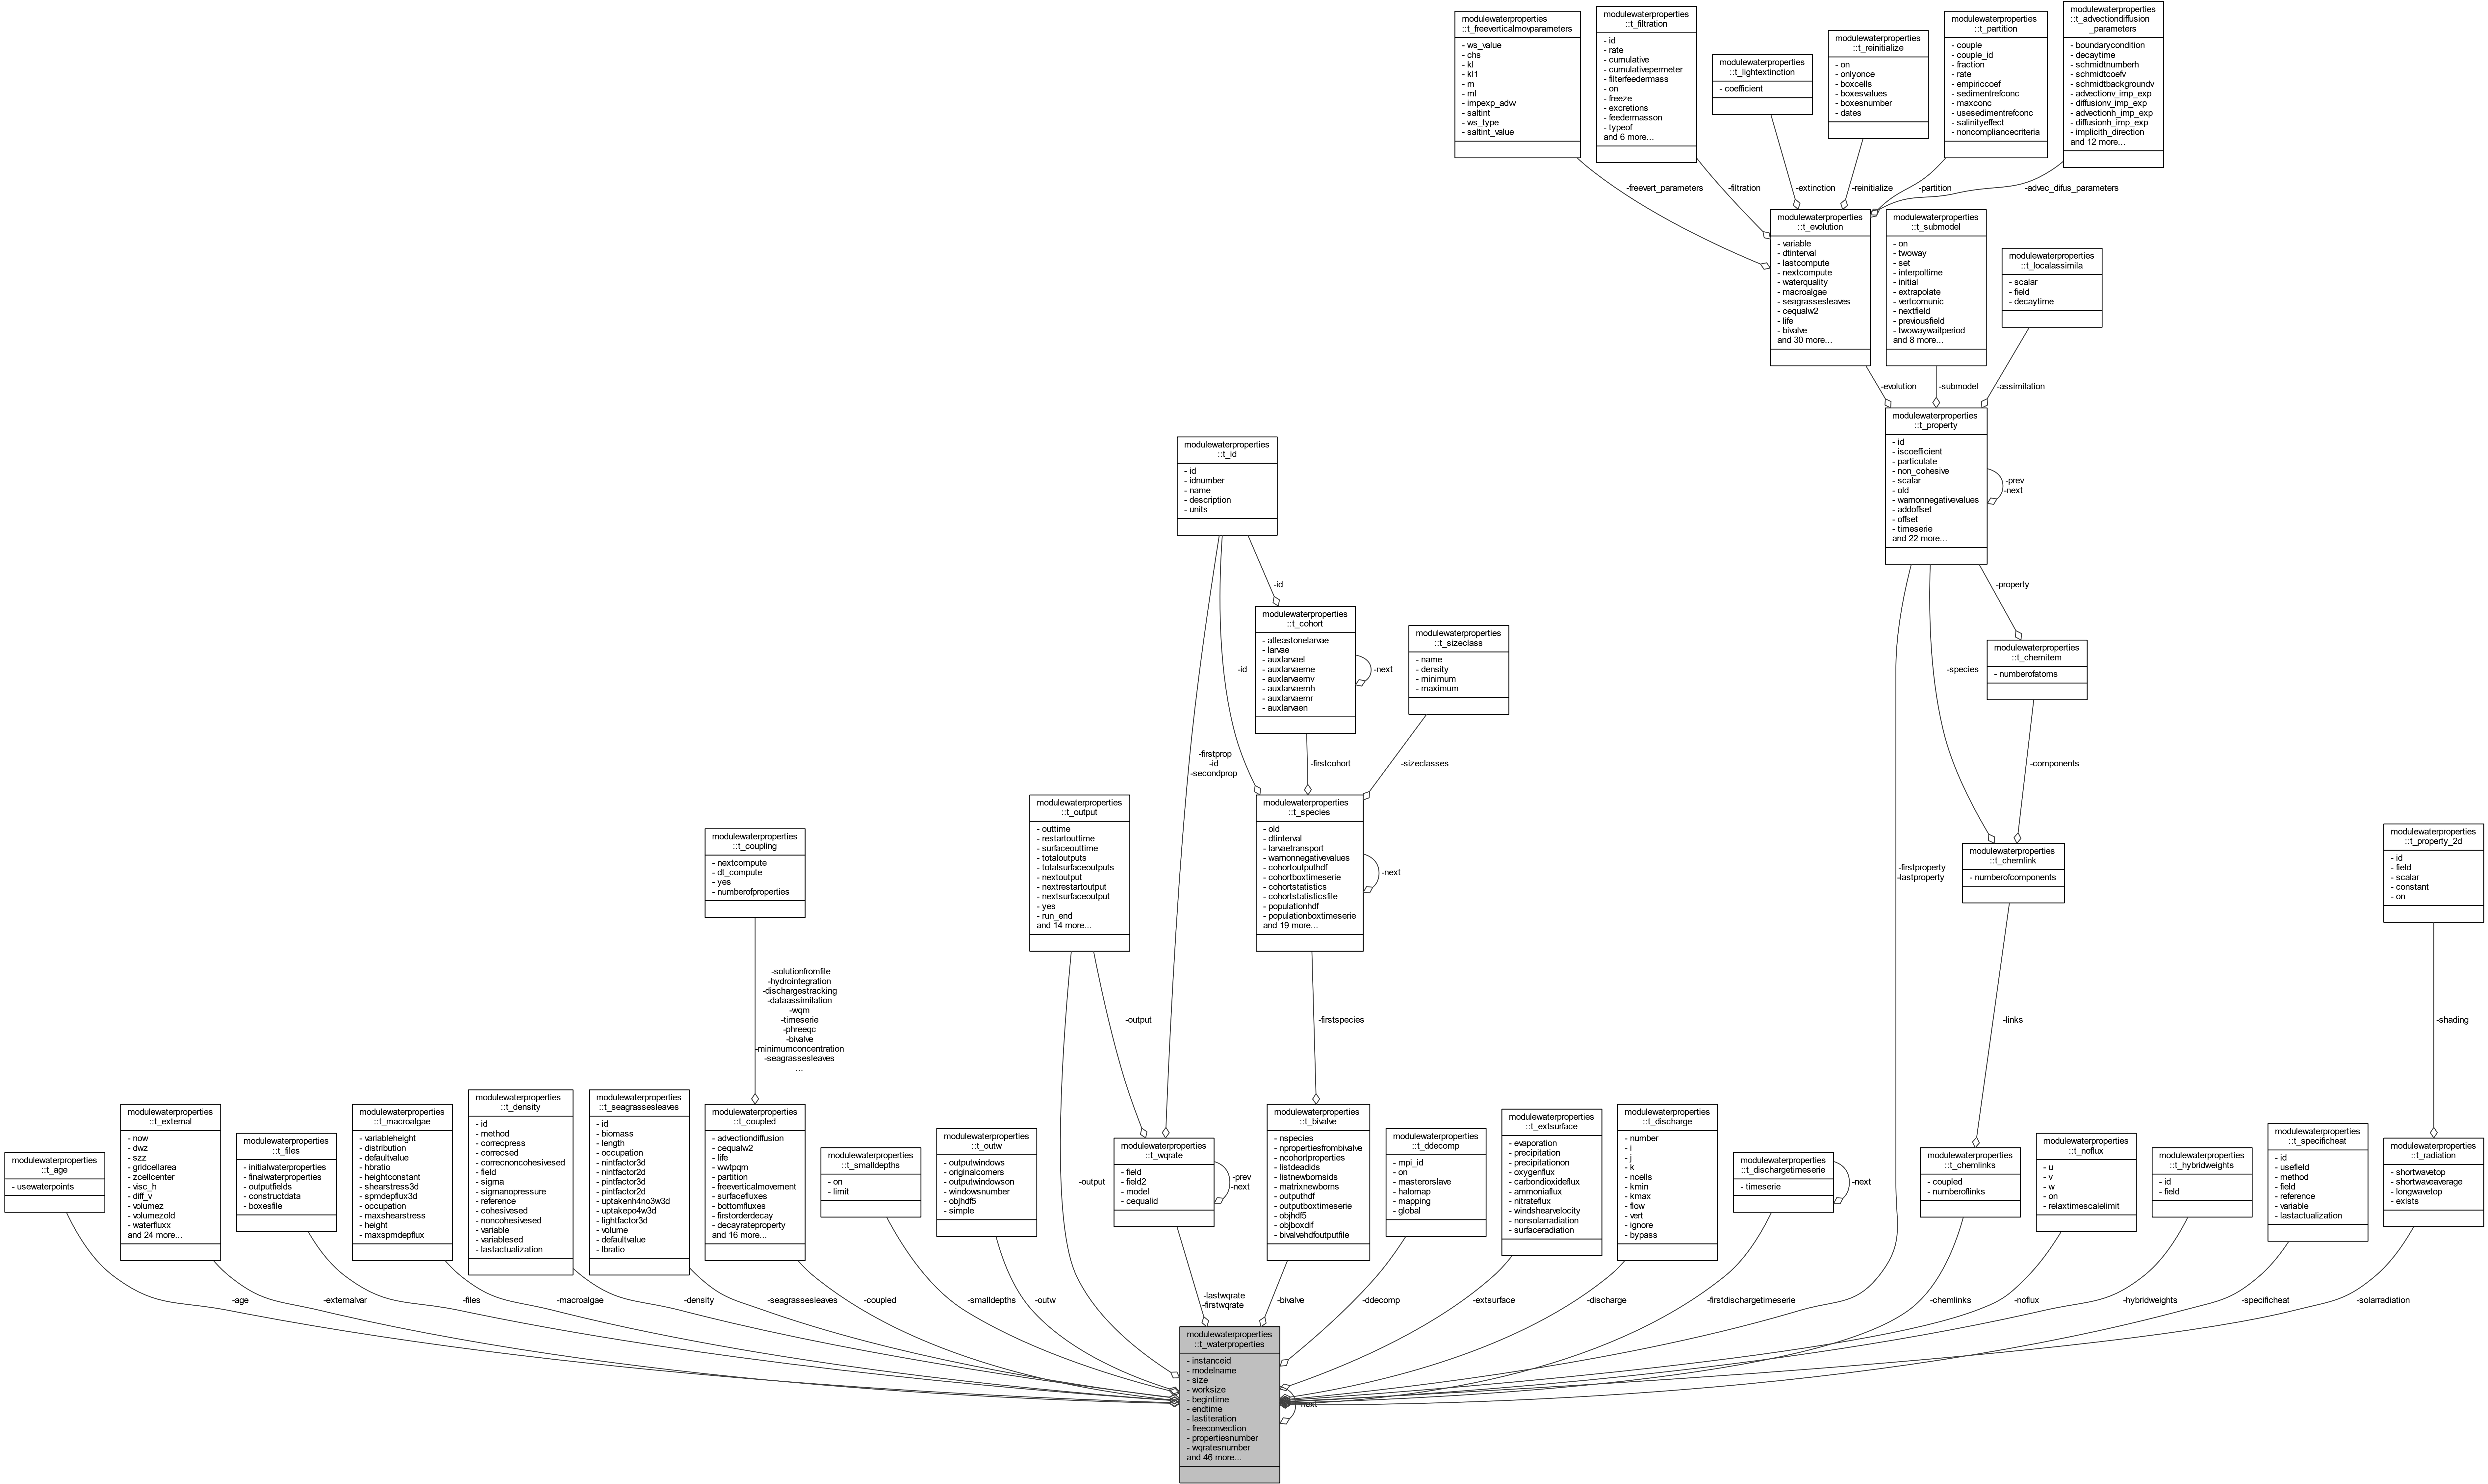 modulewaterproperties
::t_freeverticalmovparameters
- ws_value
- chs
- kl
- kl1
- m
- ml
- impexp_advv
- saltint
- ws_type
- saltint_value
modulewaterproperties
::t_filtration
- id
- rate
- cumulative
- cumulativepermeter
- filterfeedermass
- on
- freeze
- excretions
- feedermasson
- typeof
and 6 more...
modulewaterproperties
::t_lightextinction
- coefficient
modulewaterproperties
::t_reinitialize
- on
- onlyonce
- boxcells
- boxesvalues
- boxesnumber
- dates
modulewaterproperties
::t_partition
- couple
- couple_id
- fraction
- rate
- empiriccoef
- sedimentrefconc
- maxconc
- usesedimentrefconc
- salinityeffect
- noncompliancecriteria
modulewaterproperties
::t_advectiondiffusion
_parameters
- boundarycondition
- decaytime
- schmidtnumberh
- schmidtcoefv
- schmidtbackgroundv
- advectionv_imp_exp
- diffusionv_imp_exp
- advectionh_imp_exp
- diffusionh_imp_exp
- implicith_direction
and 12 more...
-freevert_parameters
-filtration
-extinction
-reinitialize
-partition
-advec_difus_parameters
modulewaterproperties
::t_evolution
- variable
- dtinterval
- lastcompute
- nextcompute
- waterquality
- macroalgae
- seagrassesleaves
- cequalw2
- life
- bivalve
and 30 more...
modulewaterproperties
::t_submodel
- on
- twoway
- set
- interpoltime
- initial
- extrapolate
- vertcomunic
- nextfield
- previousfield
- twowaywaitperiod
and 8 more...
modulewaterproperties
::t_localassimila
- scalar
- field
- decaytime
-evolution
-submodel
-assimilation
modulewaterproperties
::t_property
- id
- iscoefficient
- particulate
- non_cohesive
- scalar
- old
- warnonnegativevalues
- addoffset
- offset
- timeserie
and 22 more...
-prev
-next
modulewaterproperties
::t_id
- id
- idnumber
- name
- description
- units
-id
-property
modulewaterproperties
::t_cohort
- atleastonelarvae
- larvae
- auxlarvael
- auxlarvaeme
- auxlarvaemv
- auxlarvaemh
- auxlarvaemr
- auxlarvaen
-next
modulewaterproperties
::t_sizeclass
- name
- density
- minimum
- maximum
modulewaterproperties
::t_chemitem
- numberofatoms
-id
-species
-firstprop
-id
-secondprop
-firstcohort
-sizeclasses
-components
modulewaterproperties
::t_coupling
- nextcompute
- dt_compute
- yes
- numberofproperties
modulewaterproperties
::t_output
- outtime
- restartouttime
- surfaceouttime
- totaloutputs
- totalsurfaceoutputs
- nextoutput
- nextrestartoutput
- nextsurfaceoutput
- yes
- run_end
and 14 more...
modulewaterproperties
::t_species
- old
- dtinterval
- larvaetransport
- warnonnegativevalues
- cohortoutputhdf
- cohortboxtimeserie
- cohortstatistics
- cohortstatisticsfile
- populationhdf
- populationboxtimeserie
and 19 more...
-next
-firstproperty
-lastproperty
modulewaterproperties
::t_chemlink
- numberofcomponents
modulewaterproperties
::t_property_2d
- id
- field
- scalar
- constant
- on
-solutionfromfile
-hydrointegration
-dischargestracking
-dataassimilation
-wqm
-timeserie
-phreeqc
-bivalve
-minimumconcentration
-seagrassesleaves
...
-output
-firstspecies
-links
-shading
modulewaterproperties
::t_age
- usewaterpoints
modulewaterproperties
::t_external
- now
- dwz
- szz
- gridcellarea
- zcellcenter
- visc_h
- diff_v
- volumez
- volumezold
- waterfluxx
and 24 more...
modulewaterproperties
::t_files
- initialwaterproperties
- finalwaterproperties
- outputfields
- constructdata
- boxesfile
modulewaterproperties
::t_macroalgae
- variableheight
- distribution
- defaultvalue
- hbratio
- heightconstant
- shearstress3d
- spmdepflux3d
- occupation
- maxshearstress
- height
- maxspmdepflux
modulewaterproperties
::t_density
- id
- method
- correcpress
- correcsed
- correcnoncohesivesed
- field
- sigma
- sigmanopressure
- reference
- cohesivesed
- noncohesivesed
- variable
- variablesed
- lastactualization
modulewaterproperties
::t_seagrassesleaves
- id
- biomass
- length
- occupation
- nintfactor3d
- nintfactor2d
- pintfactor3d
- pintfactor2d
- uptakenh4no3w3d
- uptakepo4w3d
- lightfactor3d
- volume
- defaultvalue
- lbratio
modulewaterproperties
::t_coupled
- advectiondiffusion
- cequalw2
- life
- wwtpqm
- partition
- freeverticalmovement
- surfacefluxes
- bottomfluxes
- firstorderdecay
- decayrateproperty
and 16 more...
modulewaterproperties
::t_smalldepths
- on
- limit
modulewaterproperties
::t_outw
- outputwindows
- originalcorners
- outputwindowson
- windowsnumber
- objhdf5
- simple
-output
modulewaterproperties
::t_wqrate
- field
- field2
- model
- cequalid
-prev
-next
modulewaterproperties
::t_bivalve
- nspecies
- npropertiesfrombivalve
- ncohortproperties
- listdeadids
- listnewbornsids
- matrixnewborns
- outputhdf
- outputboxtimeserie
- objhdf5
- objboxdif
- bivalvehdfoutputfile
modulewaterproperties
::t_ddecomp
- mpi_id
- on
- masterorslave
- halomap
- mapping
- global
modulewaterproperties
::t_extsurface
- evaporation
- precipitation
- precipitationon
- oxygenflux
- carbondioxideflux
- ammoniaflux
- nitrateflux
- windshearvelocity
- nonsolarradiation
- surfaceradiation
modulewaterproperties
::t_discharge
- number
- i
- j
- k
- ncells
- kmin
- kmax
- flow
- vert
- ignore
- bypass
modulewaterproperties
::t_dischargetimeserie
- timeserie
-next
modulewaterproperties
::t_chemlinks
- coupled
- numberoflinks
modulewaterproperties
::t_noflux
- u
- v
- w
- on
- relaxtimescalelimit
modulewaterproperties
::t_hybridweights
- id
- field
modulewaterproperties
::t_specificheat
- id
- usefield
- method
- field
- reference
- variable
- lastactualization
modulewaterproperties
::t_radiation
- shortwavetop
- shortwaveaverage
- longwavetop
- exists
-age
-externalvar
-files
-macroalgae
-density
-seagrassesleaves
-coupled
-smalldepths
-outw
-lastwqrate
-firstwqrate
-bivalve
-ddecomp
-extsurface
-discharge
-firstdischargetimeserie
-chemlinks
-noflux
-hybridweights
-specificheat
-solarradiation
modulewaterproperties
::t_waterproperties
- instanceid
- modelname
- size
- worksize
- begintime
- endtime
- lastiteration
- freeconvection
- propertiesnumber
- wqratesnumber
and 46 more...
-next